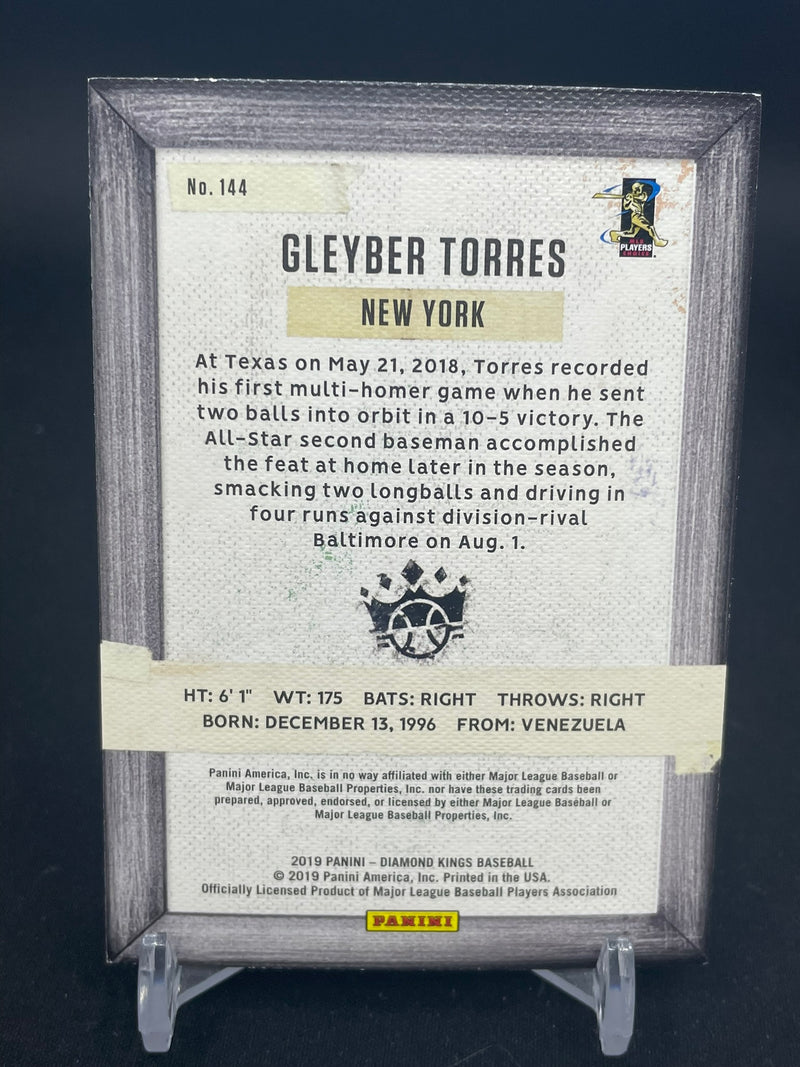 No. 144
MLB
PLAYERS
CHOICE
GLEYBER TORRES
NEW YORK
At Texas on May 21, 2018, Torres recorded
his first multi-homer game when he sent
two balls into orbit in a 10-5 victory. The
All-Star second baseman accomplished
the feat at home later in the season,
smacking two longballs and driving in
four runs against division-rival
Baltimore on Aug. 1.
HT: 6' 1" WT: 175 BATS: RIGHT THROWS: RIGHT
BORN: DECEMBER 13, 1996 FROM: VENEZUELA
Panini America, Inc. is in no way affiliated with either Major League Baseball or
Major League Baseball Properties, Inc. nor have these trading cards been
prepared, approved, endorsed, or licensed by either Major League Baseball or
Major League Baseball Properties, Inc.
2019 PANINI – DIAMOND KINGS BASEBALL
© 2019 Panini America, Inc. Printed in the USA.
Officially Licensed Product of Major League Baseball Players Association
PANINI